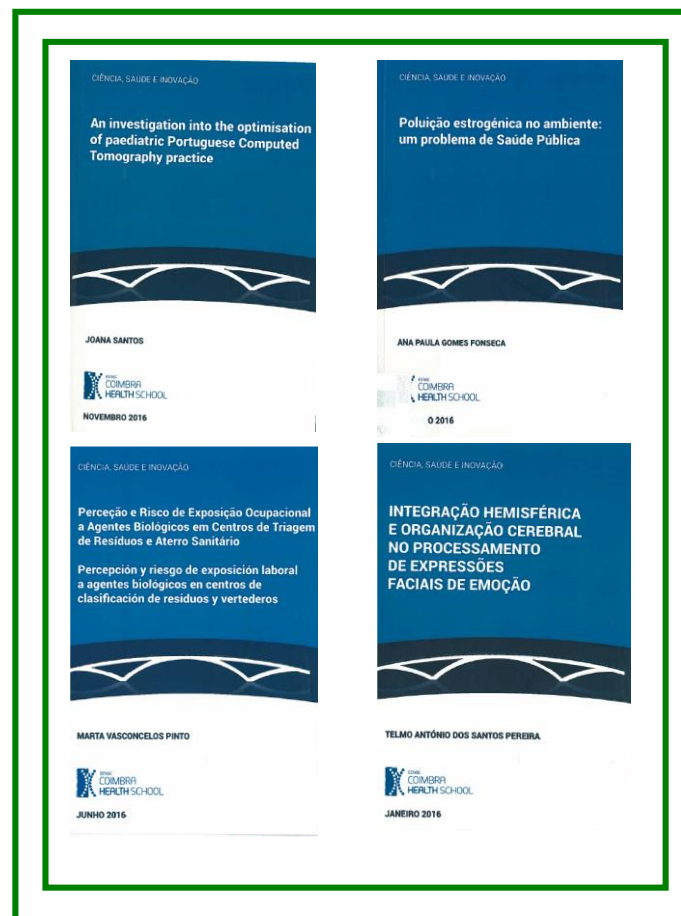 CIÊNCIA, SAÚDE E INOVAÇÃO
An investigation into the optimisation
of paediatric Portuguese Computed
Tomography practice
JOANA SANTOS
ESTESC
COIMBRA
HEALTH SCHOOL
NOVEMBRO 2016
CIÊNCIA, SAÚDE E INOVAÇÃO
Poluição estrogénica no ambiente:
um problema de Saúde Pública
ANA PAULA GOMES FONSECA
ESTESC
COIMBRA
HEALTH SCHOOL
O 2016
CIÊNCIA, SAÚDE E INOVAÇÃO
Perceção e Risco de Exposição Ocupacional
a Agentes Biológicos em Centros de Triagem
de Resíduos e Aterro Sanitário
Percepción y riesgo de exposición laboral
a agentes biológicos en centros de
clasificación de residuos y vertederos
MARTA VASCONCELOS PINTO
ESTESC
COIMBRA
HEALTH SCHOOL
JUNHO 2016
CIÊNCIA, SAÚDE E INOVAÇÃO
INTEGRAÇÃO HEMISFÉRICA
E ORGANIZAÇÃO CEREBRAL
NO PROCESSAMENTO
DE EXPRESSÕES
FACIAIS DE EMOÇÃO
TELMO ANTÓNIO DOS SANTOS PEREIRA
ESTESC
COIMBRA
HEALTH SCHOOL
JANEIRO 2016